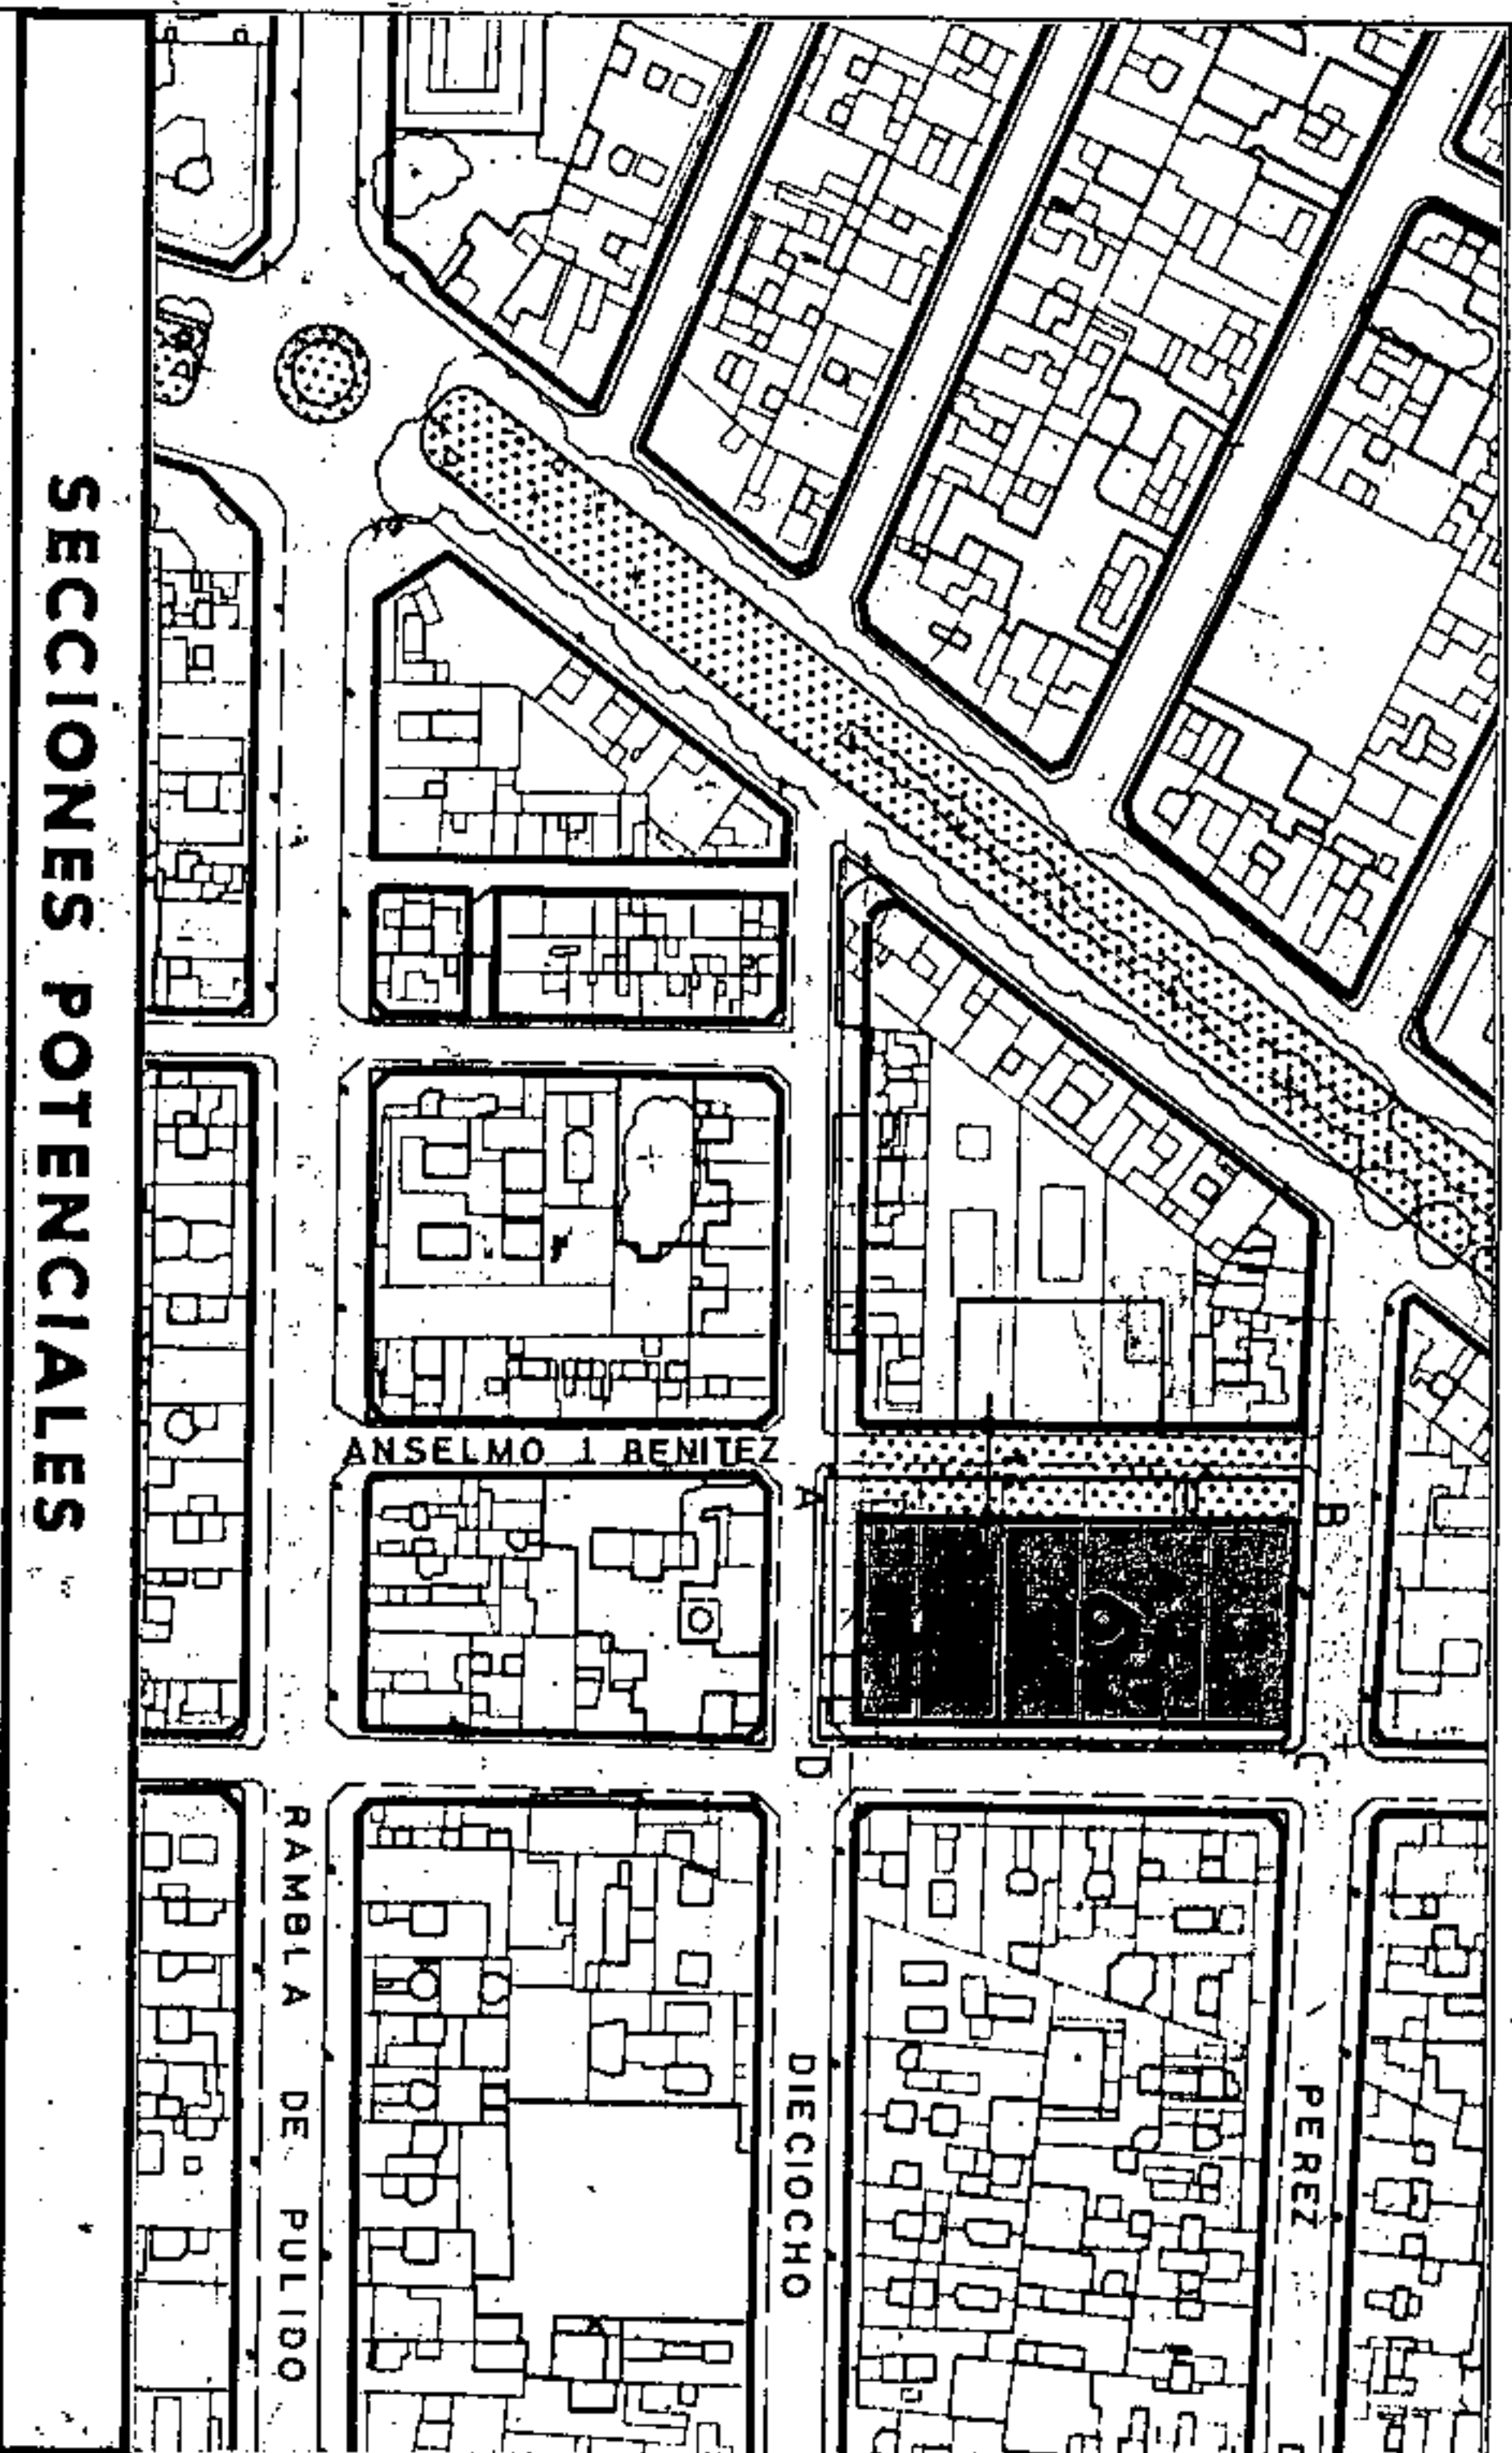 SECCIONES POTENCIALES
ANSELMO J BENITEZ
A
B
C
D
RAMBLA DE PULIDO
DIECIOCHO
PEREZ